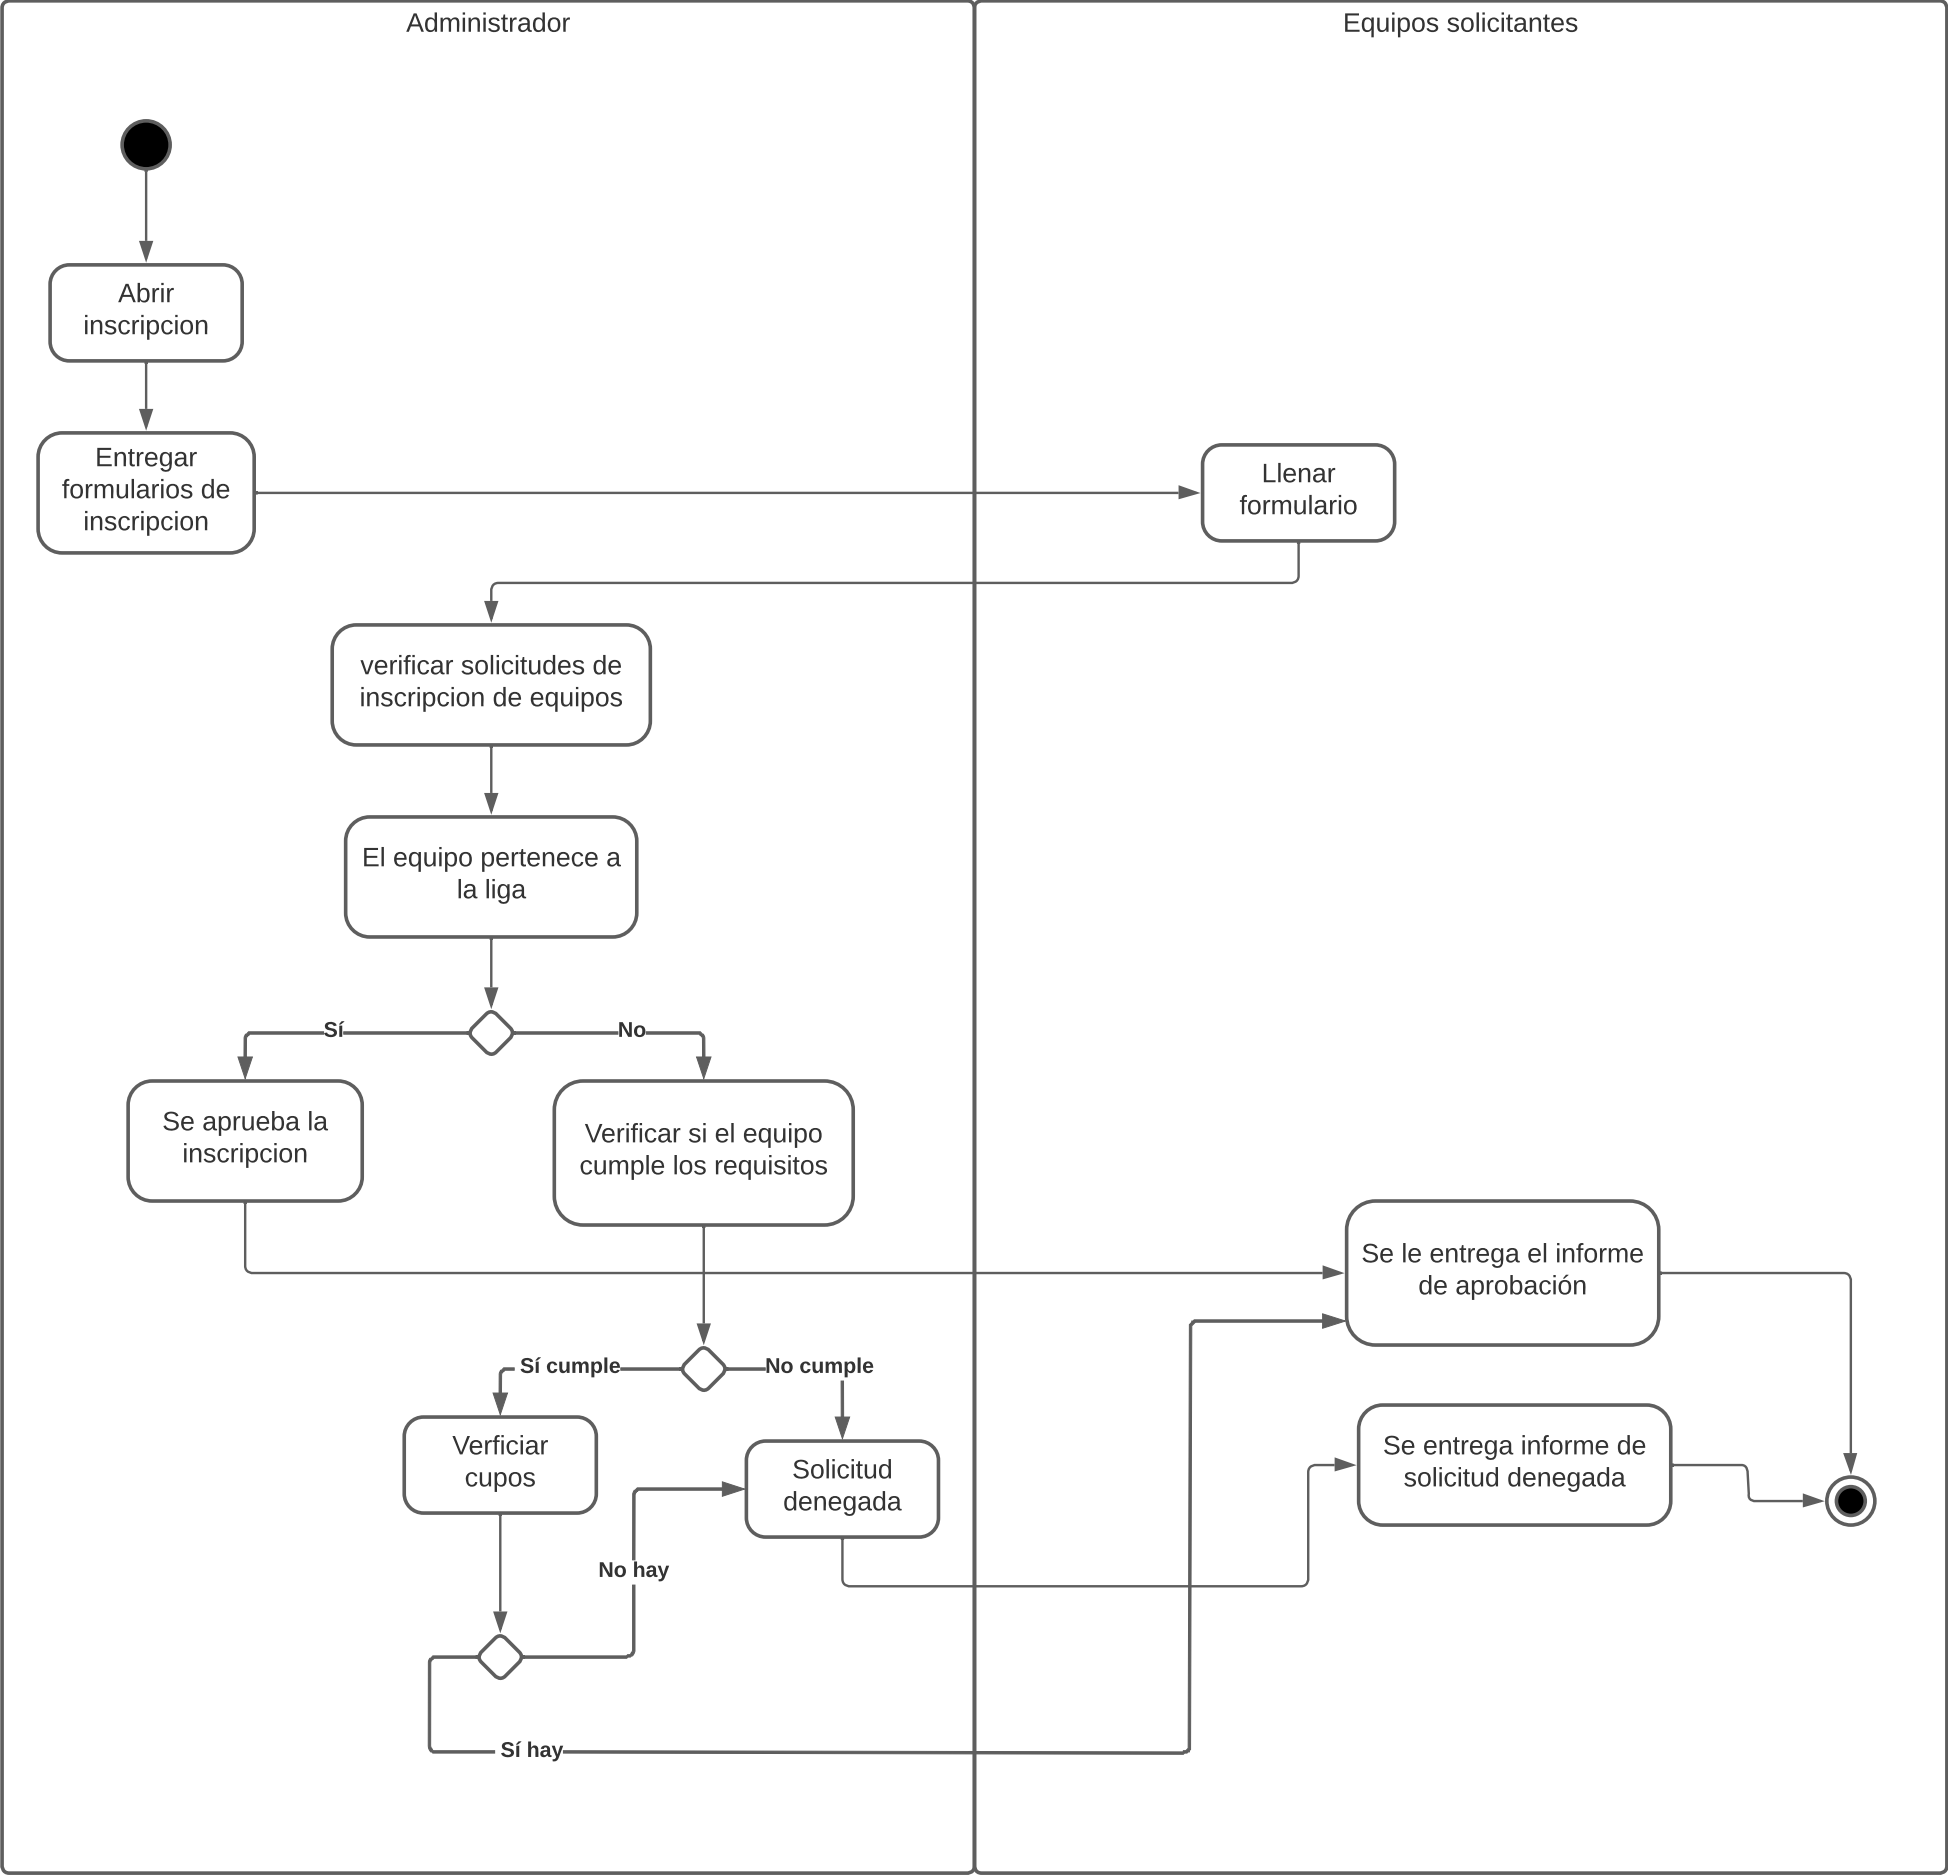 Administrador
Equipos solicitantes
Abrir
inscripcion
Entregar
formularios de
inscripcion
Llenar
formulario
verificar solicitudes de
inscripcion de equipos
El equipo pertenece a
la liga
Sí
No
Se aprueba la
inscripcion
Verificar si el equipo
cumple los requisitos
Se le entrega el informe
de aprobación
Sí cumple
No cumple
Verficiar
cupos
Solicitud
denegada
Se entrega informe de
solicitud denegada
No hay
Sí hay